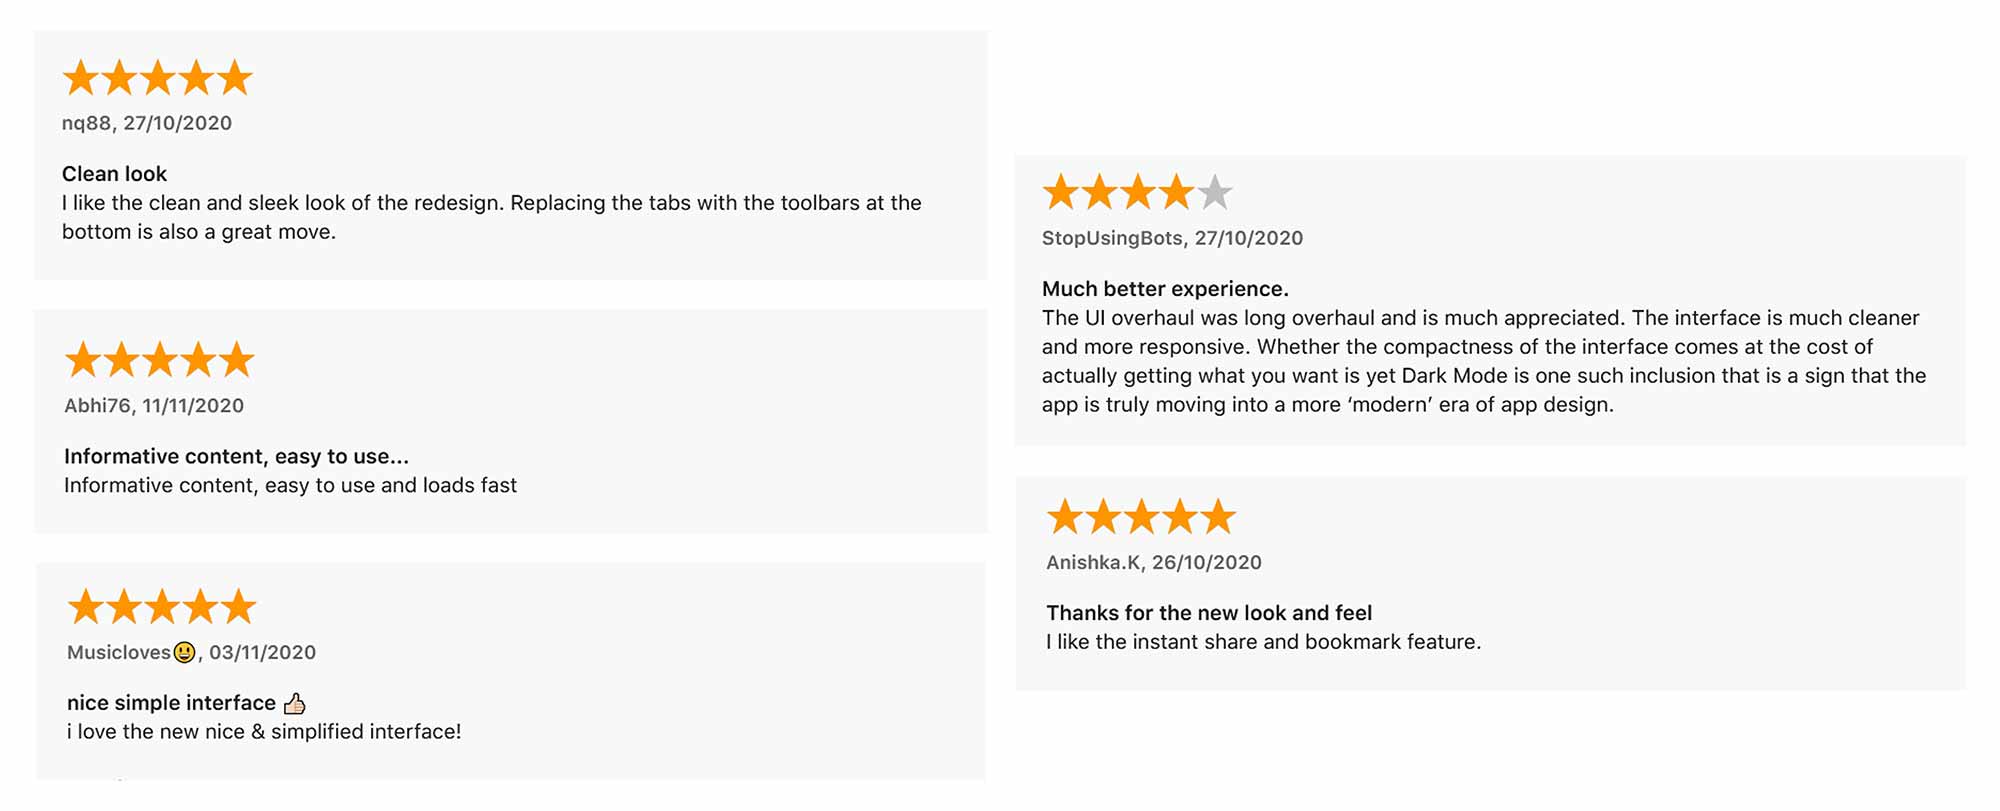 nq88, 27/10/2020
Clean look
I like the clean and sleek look of the redesign. Replacing the tabs with the toolbars at the
bottom is also a great move.
Abhi76, 11/11/2020
Informative content, easy to use...
Informative content, easy to use and loads fast
Musicloves😃, 03/11/2020
nice simple interface 👍🏻
i love the new nice & simplified interface!
StopUsingBots, 27/10/2020
Much better experience.
The UI overhaul was long overhaul and is much appreciated. The interface is much cleaner
and more responsive. Whether the compactness of the interface comes at the cost of
actually getting what you want is yet Dark Mode is one such inclusion that is a sign that the
app is truly moving into a more ‘modern’ era of app design.
Anishka.K, 26/10/2020
Thanks for the new look and feel
I like the instant share and bookmark feature.